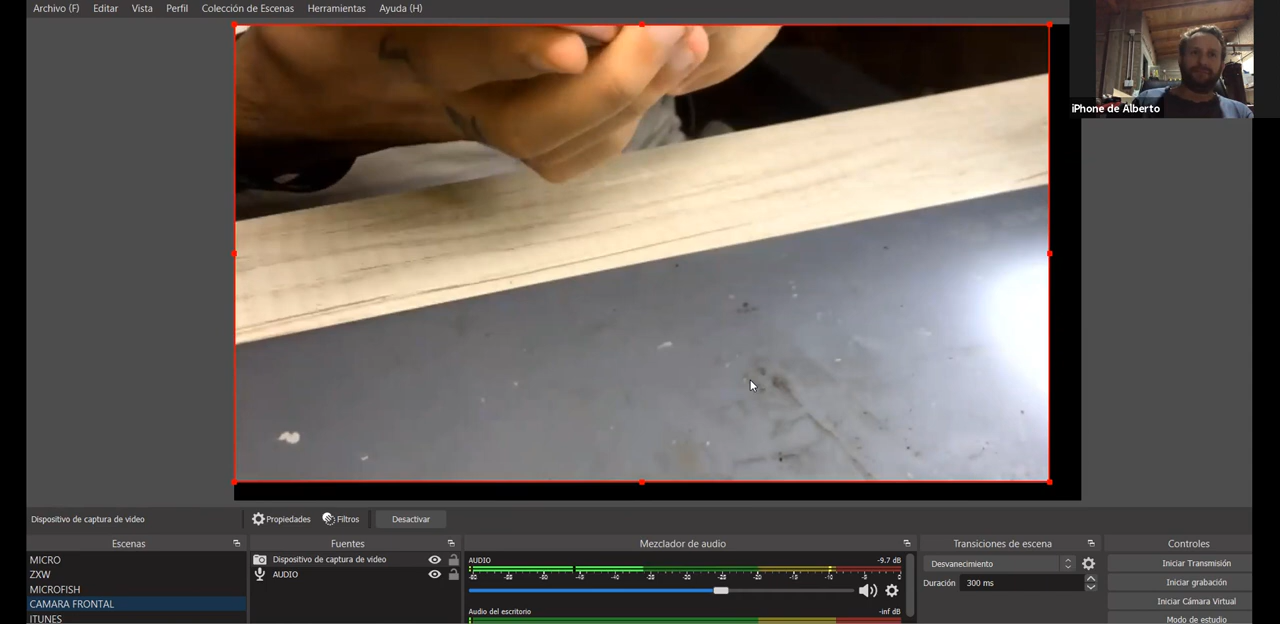 Archivo (F) Editar Vista Perfil Colección de Escenas Herramientas Ayuda (H)
iPhone de Alberto
Dispositivo de captura de video Propiedades Filtros Desactivar
Escenas Fuentes Mezclador de audio Transiciones de escena Controles
MICRO
ZXW
MICROFISH
CAMARA FRONTAL
ITUNES
Dispositivo de captura de video
AUDIO
AUDIO -9.7 dB
Audio del escritorio -inf dB
Desvanecimiento
Duración 300 ms
Iniciar Transmisión
Iniciar grabación
Iniciar Cámara Virtual
Modo de estudio